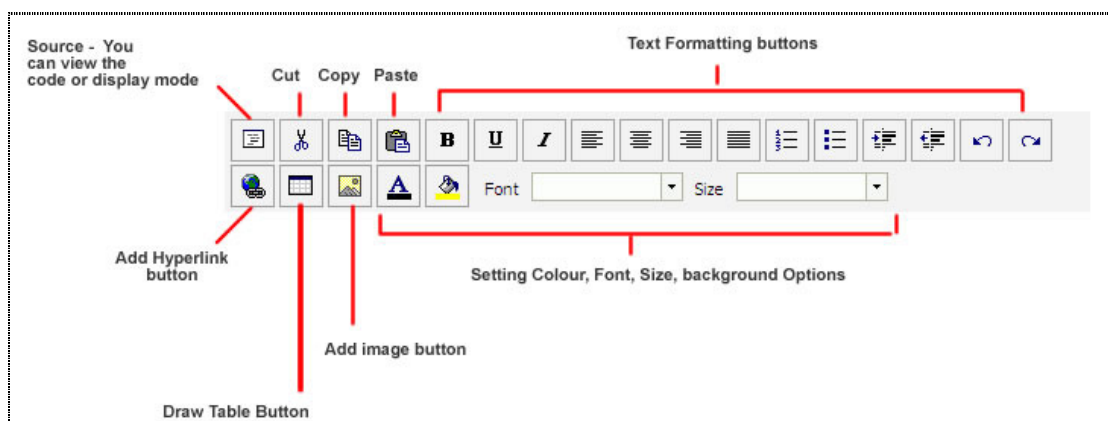 Source - You
can view the
code or display mode
Cut Copy Paste
Text Formatting buttons
B U I
A Font Size
Add Hyperlink
button
Setting Colour, Font, Size, background Options
Add image button
Draw Table Button